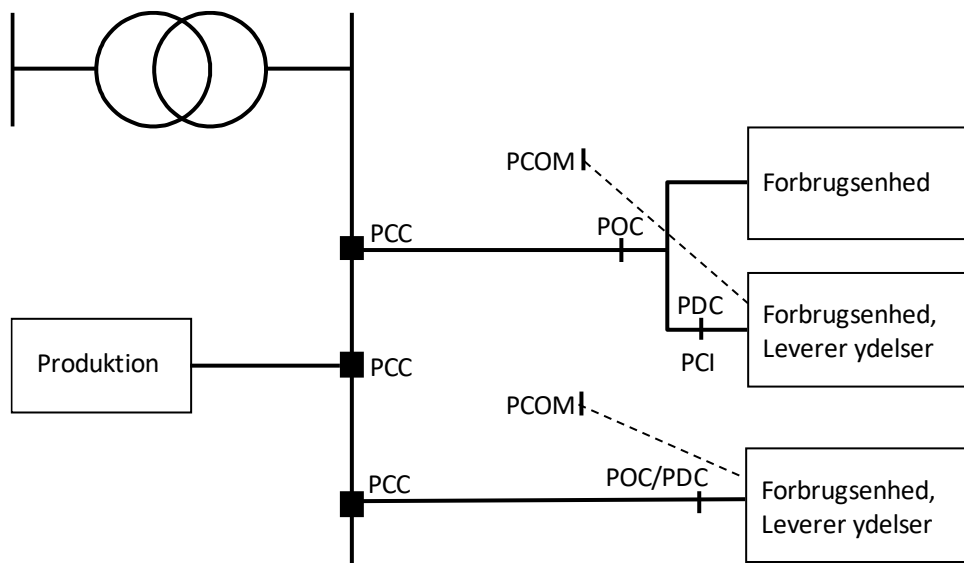 PCOM
Forbrugsenhed
PCC
POC
PDC
Forbrugsenhed,
Leverer ydelser
PCI
Produktion
PCC
PCOM
PCC
POC/PDC
Forbrugsenhed,
Leverer ydelser